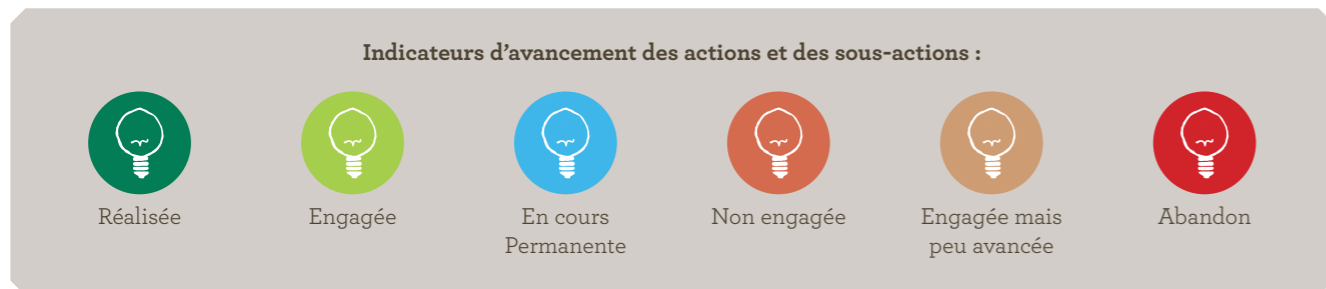 Indicateurs d’avancement des actions et des sous-actions :
Réalisée
Engagée
En cours
Permanente
Non engagée
Engagée mais
peu avancée
Abandon